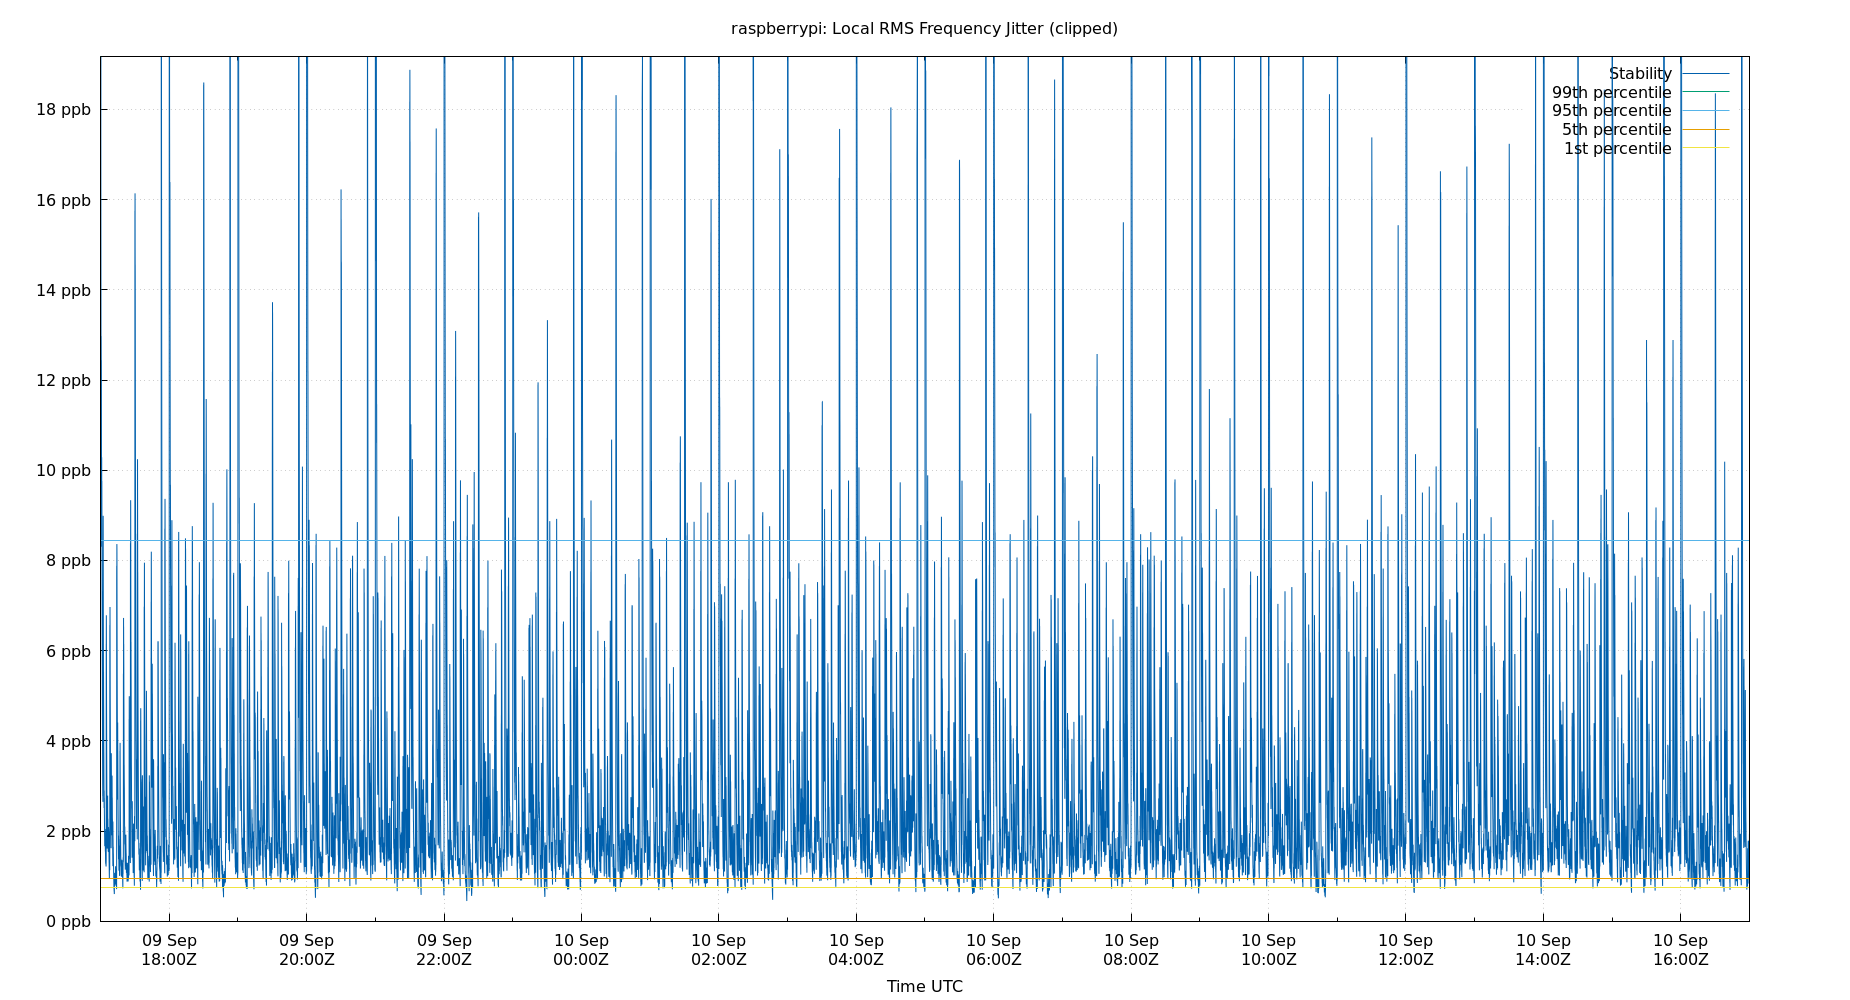 raspberrypi: Local RMS Frequency Jitter (clipped)
Stability
99th percentile
95th percentile
5th percentile
1st percentile
18 ppb
16 ppb
14 ppb
12 ppb
10 ppb
8 ppb
6 ppb
4 ppb
2 ppb
0 ppb
09 Sep 09 Sep 09 Sep 10 Sep 10 Sep 10 Sep 10 Sep 10 Sep 10 Sep 10 Sep 10 Sep 10 Sep
18:00Z 20:00Z 22:00Z 00:00Z 02:00Z 04:00Z 06:00Z 08:00Z 10:00Z 12:00Z 14:00Z 16:00Z
Time UTC